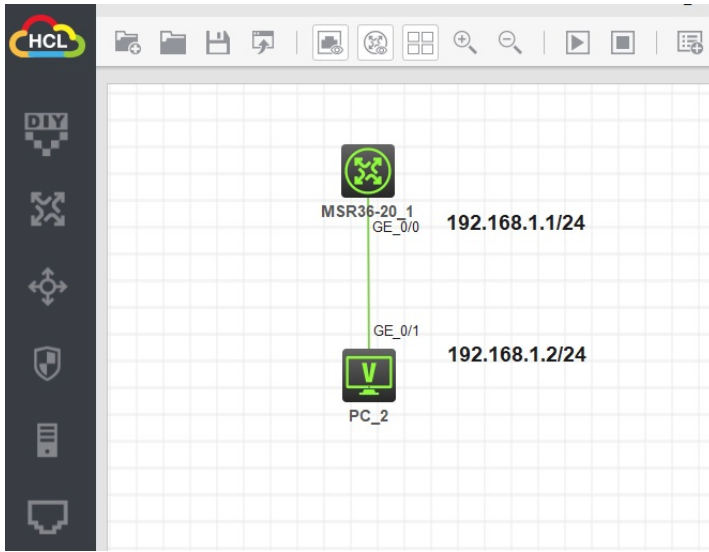 HCL
DIY
MSR36-20_1
GE_0/0
192.168.1.1/24
GE_0/1
192.168.1.2/24
V
PC_2